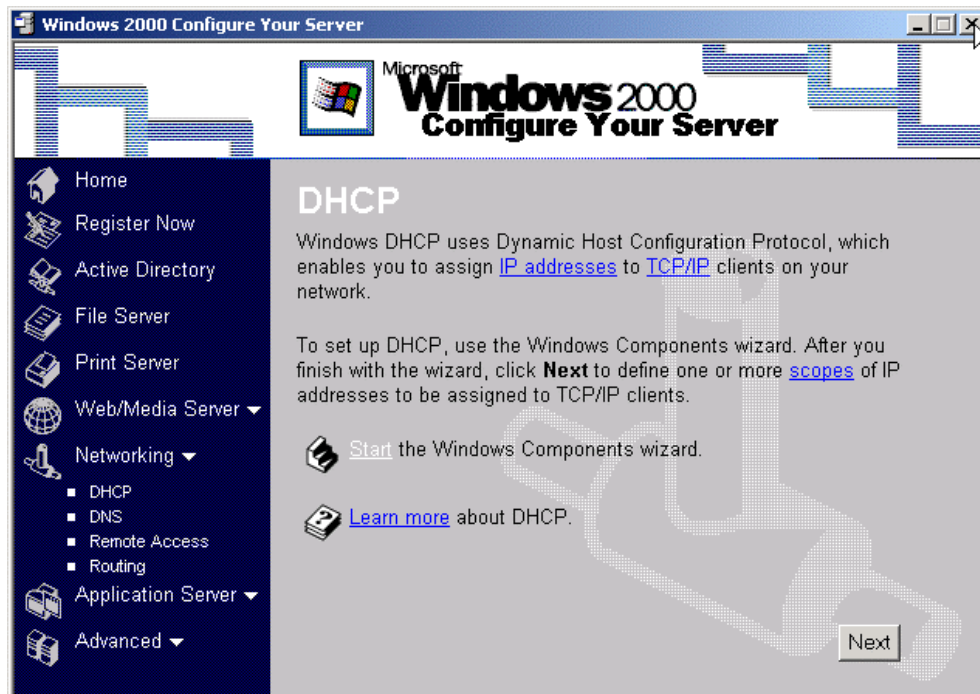 Windows 2000 Configure Your Server
Microsoft
Windows 2000
Configure Your Server
Home
Register Now
Active Directory
File Server
Print Server
Web/Media Server
Networking
DHCP
DNS
Remote Access
Routing
Application Server
Advanced
DHCP
Windows DHCP uses Dynamic Host Configuration Protocol, which
enables you to assign IP addresses to TCP/IP clients on your
network.
To set up DHCP, use the Windows Components wizard. After you
finish with the wizard, click Next to define one or more scopes of IP
addresses to be assigned to TCP/IP clients.
Start the Windows Components wizard.
Learn more about DHCP.
Next